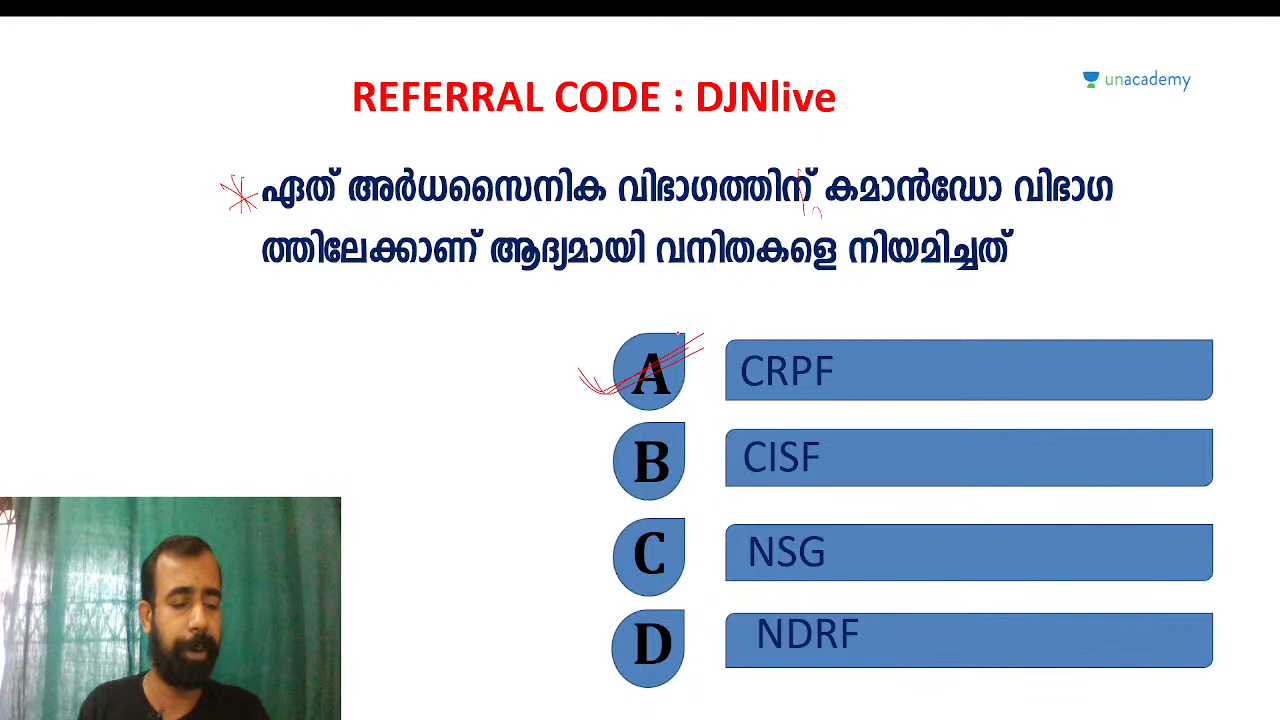 unacademy
REFERRAL CODE : DJNlive
ഏത് അർധസൈനിക വിഭാഗത്തിന് കമാൻഡോ വിഭാഗ
ത്തിലേക്കാണ് ആദ്യമായി വനിതകളെ നിയമിച്ചത്
A CRPF
B CISF
C NSG
D NDRF